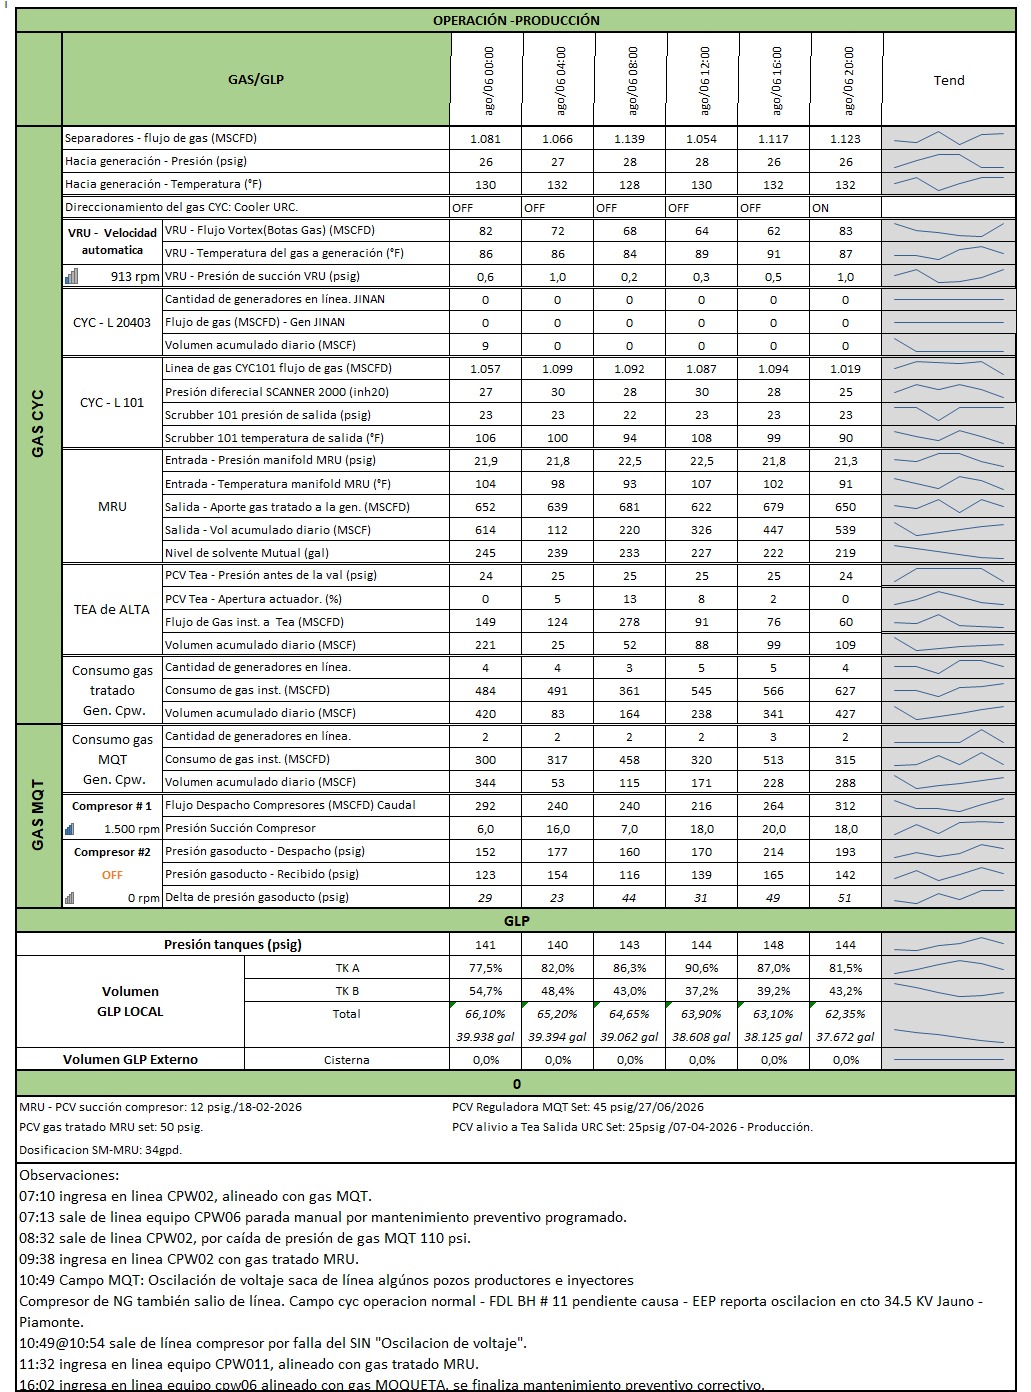 OPERACIÓN -PRODUCCIÓN
GAS/GLP ago/06 00:00 ago/06 04:00 ago/06 08:00 ago/06 12:00 ago/06 16:00 ago/06 20:00 Tend
GAS CYC
Separadores - flujo de gas (MSCFD) 1.081 1.066 1.139 1.054 1.117 1.123
Hacia generación - Presión (psig) 26 27 28 28 26 26
Hacia generación - Temperatura (°F) 130 132 128 130 132 132
Direccionamiento del gas CYC: Cooler URC. OFF OFF OFF OFF OFF ON
VRU - Velocidad automatica
VRU - Flujo Vortex(Botas Gas) (MSCFD) 82 72 68 64 62 83
VRU - Temperatura del gas a generación (°F) 86 86 84 89 91 87
913 rpm VRU - Presión de succión VRU (psig) 0,6 1,0 0,2 0,3 0,5 1,0
CYC - L 20403
Cantidad de generadores en línea. JINAN 0 0 0 0 0 0
Flujo de gas (MSCFD) - Gen JINAN 0 0 0 0 0 0
Volumen acumulado diario (MSCF) 9 0 0 0 0 0
CYC - L 101
Linea de gas CYC101 flujo de gas (MSCFD) 1.057 1.099 1.092 1.087 1.094 1.019
Presión diferecial SCANNER 2000 (inh20) 27 30 28 30 28 25
Scrubber 101 presión de salida (psig) 23 23 22 23 23 23
Scrubber 101 temperatura de salida (°F) 106 100 94 108 99 90
MRU
Entrada - Presión manifold MRU (psig) 21,9 21,8 22,5 22,5 21,8 21,3
Entrada - Temperatura manifold MRU (°F) 104 98 93 107 102 91
Salida - Aporte gas tratado a la gen. (MSCFD) 652 639 681 622 679 650
Salida - Vol acumulado diario (MSCF) 614 112 220 326 447 539
Nivel de solvente Mutual (gal) 245 239 233 227 222 219
TEA de ALTA
PCV Tea - Presión antes de la val (psig) 24 25 25 25 25 24
PCV Tea - Apertura actuador. (%) 0 5 13 8 2 0
Flujo de Gas inst. a Tea (MSCFD) 149 124 278 91 76 60
Volumen acumulado diario (MSCF) 221 25 52 88 99 109
Consumo gas tratado Gen. Cpw.
Cantidad de generadores en línea. 4 4 3 5 5 4
Consumo de gas inst. (MSCFD) 484 491 361 545 566 627
Volumen acumulado diario (MSCF) 420 83 164 238 341 427
GAS MQT
Consumo gas MQT Gen. Cpw.
Cantidad de generadores en línea. 2 2 2 2 3 2
Consumo de gas inst. (MSCFD) 300 317 458 320 513 315
Volumen acumulado diario (MSCF) 344 53 115 171 228 288
Compresor # 1 Flujo Despacho Compresores (MSCFD) Caudal 292 240 240 216 264 312
1.500 rpm Presión Succión Compresor 6,0 16,0 7,0 18,0 20,0 18,0
Compresor #2 Presión gasoducto - Despacho (psig) 152 177 160 170 214 193
OFF Presión gasoducto - Recibido (psig) 123 154 116 139 165 142
0 rpm Delta de presión gasoducto (psig) 29 23 44 31 49 51
GLP
Presión tanques (psig) 141 140 143 144 148 144
Volumen GLP LOCAL
TK A 77,5% 82,0% 86,3% 90,6% 87,0% 81,5%
TK B 54,7% 48,4% 43,0% 37,2% 39,2% 43,2%
Total 66,10% 65,20% 64,65% 63,90% 63,10% 62,35%
39.938 gal 39.394 gal 39.062 gal 38.608 gal 38.125 gal 37.672 gal
Volumen GLP Externo Cisterna 0,0% 0,0% 0,0% 0,0% 0,0% 0,0%
0
MRU - PCV succión compresor: 12 psig./18-02-2026 PCV Reguladora MQT Set: 45 psig/27/06/2026
PCV gas tratado MRU set: 50 psig. PCV alivio a Tea Salida URC Set: 25psig /07-04-2026 - Producción.
Dosificacion SM-MRU: 34gpd.
Observaciones:
07:10 ingresa en linea CPW02, alineado con gas MQT.
07:13 sale de linea equipo CPW06 parada manual por mantenimiento preventivo programado.
08:32 sale de linea CPW02, por caída de presión de gas MQT 110 psi.
09:38 ingresa en linea CPW02 con gas tratado MRU.
10:49 Campo MQT: Oscilación de voltaje saca de línea algúnos pozos productores e inyectores
Compresor de NG también salio de línea. Campo cyc operacion normal - FDL BH # 11 pendiente causa - EEP reporta oscilacion en cto 34.5 KV Jauno -
Piamonte.
10:49@10:54 sale de línea compresor por falla del SIN "Oscilacion de voltaje".
11:32 ingresa en linea equipo CPW011, alineado con gas tratado MRU.
16:02 ingresa en linea equipo cpw06 alineado con gas MOQUETA, se finaliza mantenimiento preventivo correctivo.